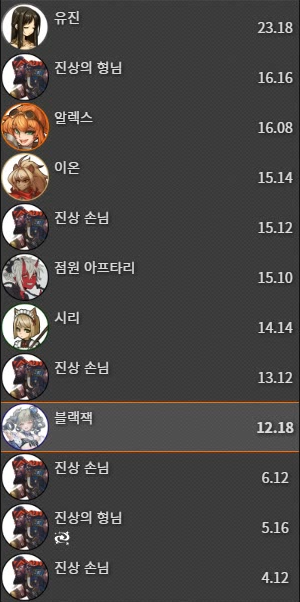 유진
23.18
진상의 형님
16.16
알렉스
16.08
이온
15.14
진상 손님
15.12
점원 아프타리
15.10
시리
14.14
진상 손님
13.12
블랙잭
12.18
진상 손님
6.12
진상의 형님
5.16
진상 손님
4.12